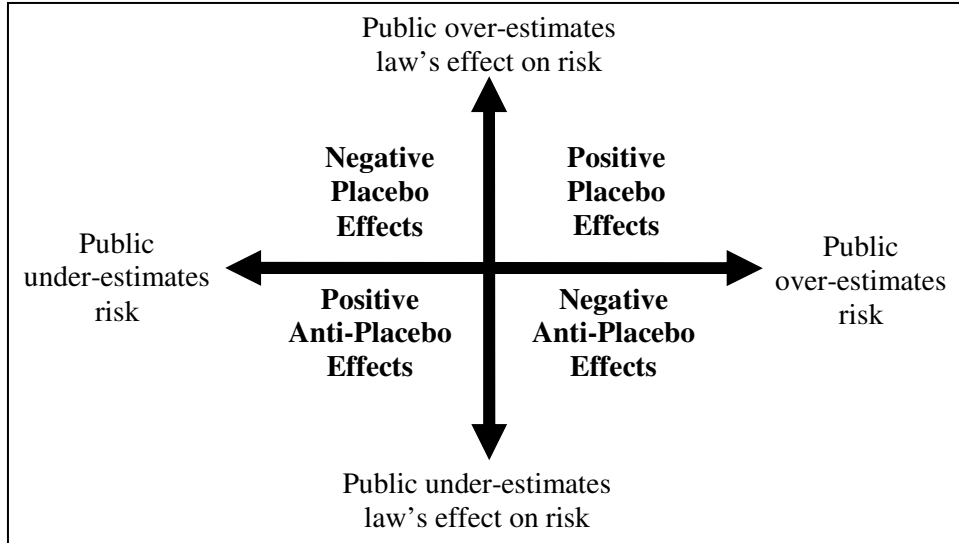 Public over-estimates
law's effect on risk
Negative
Placebo
Effects
Positive
Placebo
Effects
Public
under-estimates
risk
Public
over-estimates
risk
Positive
Anti-Placebo
Effects
Negative
Anti-Placebo
Effects
Public under-estimates
law's effect on risk